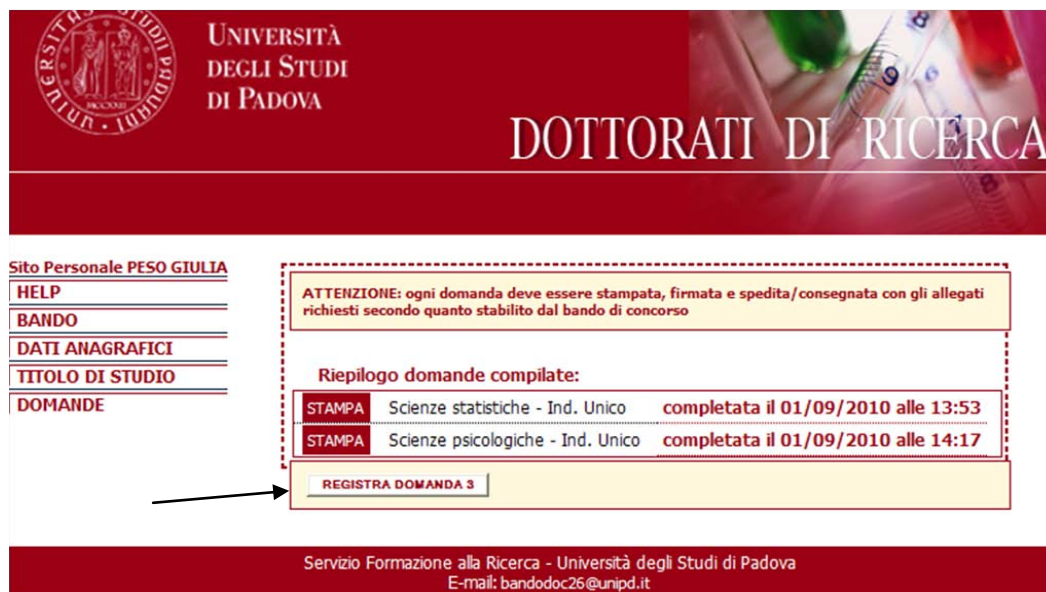 UNIVERSITÀ
DEGLI STUDI
DI PADOVA
DOTTORATI DI RICERCA
Sito Personale PESO GIULIA
HELP
BANDO
DATI ANAGRAFICI
TITOLO DI STUDIO
DOMANDE
ATTENZIONE: ogni domanda deve essere stampata, firmata e spedita/consegnata con gli allegati
richiesti secondo quanto stabilito dal bando di concorso
Riepilogo domande compilate:
STAMPA Scienze statistiche - Ind. Unico completata il 01/09/2010 alle 13:53
STAMPA Scienze psicologiche - Ind. Unico completata il 01/09/2010 alle 14:17
REGISTRA DOMANDA 3
Servizio Formazione alla Ricerca - Università degli Studi di Padova
E-mail: bandodoc26@unipd.it